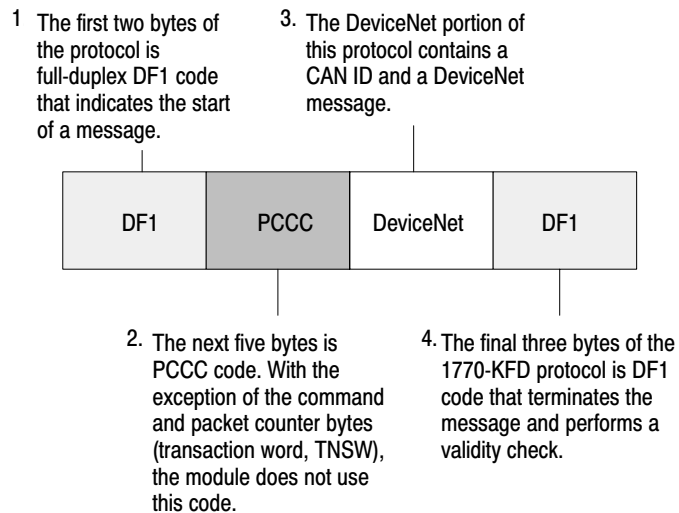 1 The first two bytes of
the protocol is
full-duplex DF1 code
that indicates the start
of a message.
3. The DeviceNet portion of
this protocol contains a
CAN ID and a DeviceNet
message.
DF1
PCCC
DeviceNet
DF1
2. The next five bytes is
PCCC code. With the
exception of the command
and packet counter bytes
(transaction word, TNSW),
the module does not use
this code.
4. The final three bytes of the
1770-KFD protocol is DF1
code that terminates the
message and performs a
validity check.